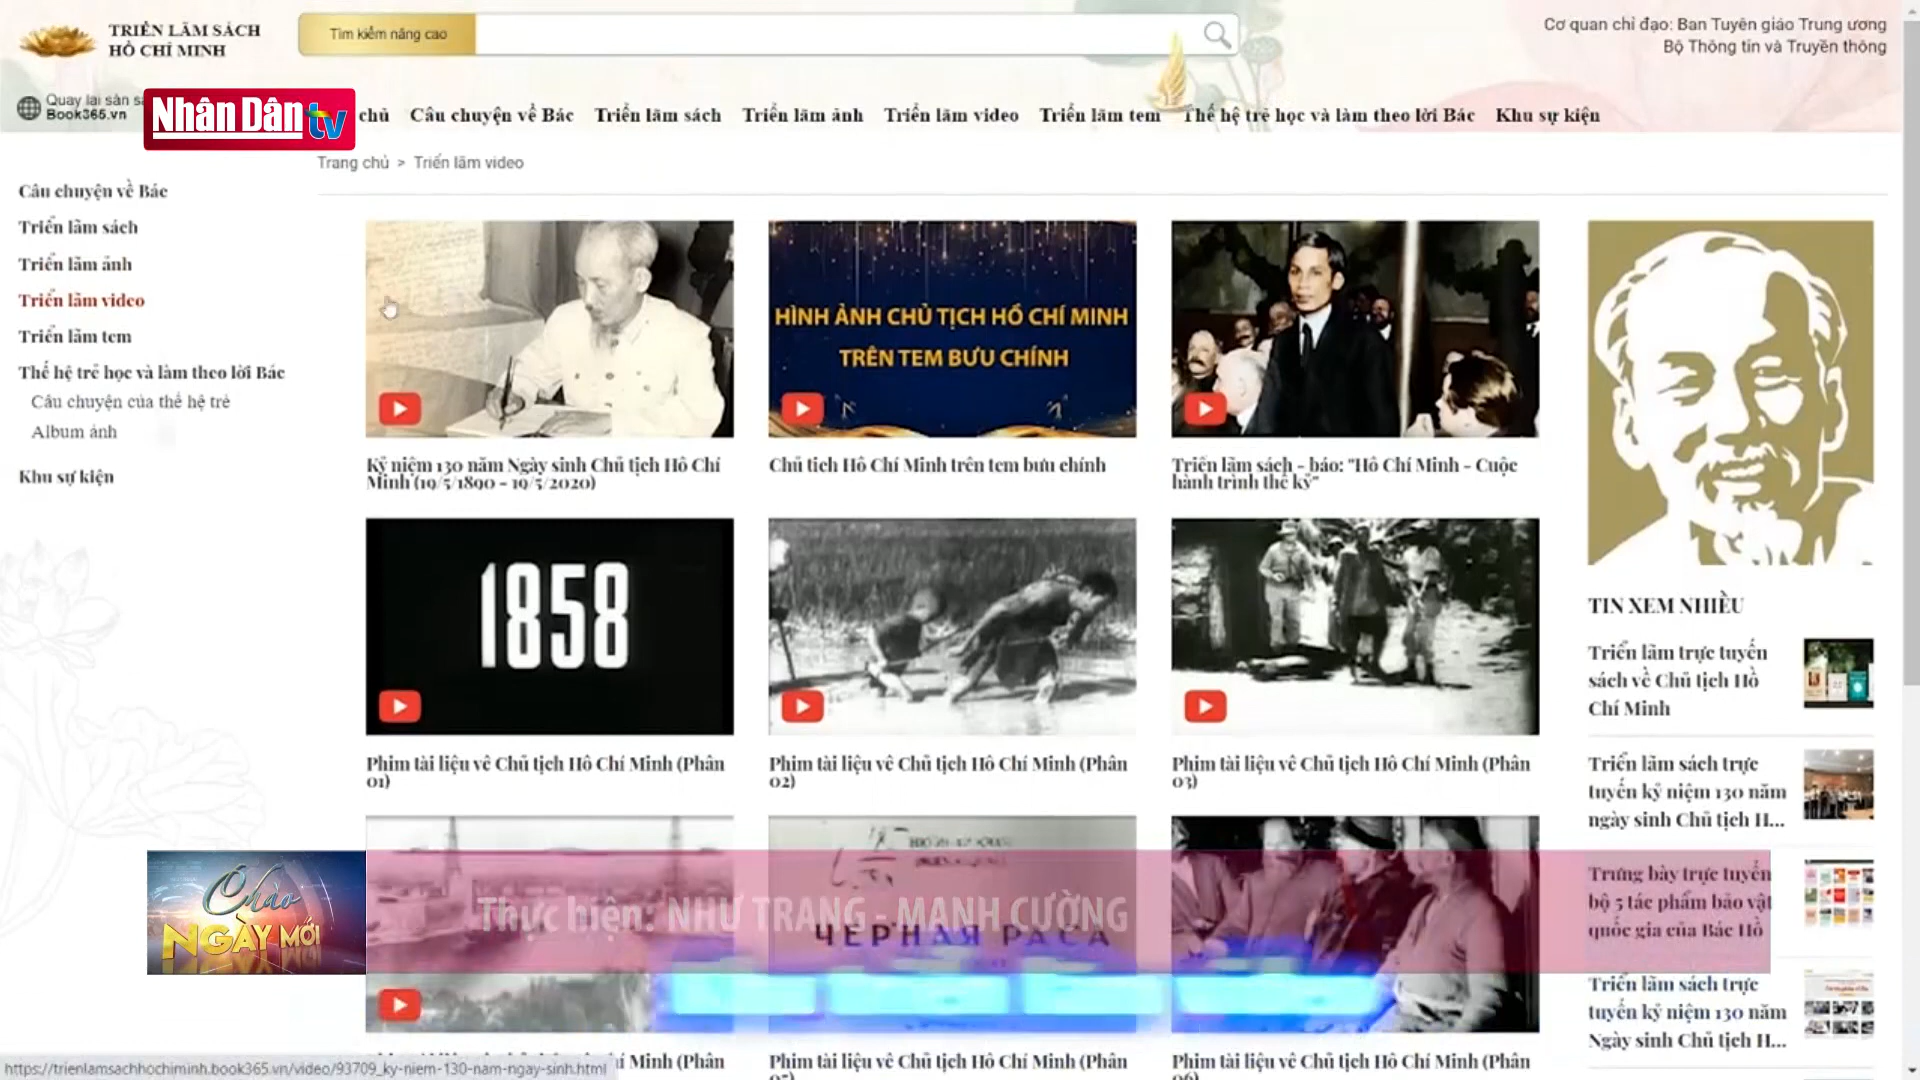 TRIỂN LÃM SÁCH
HỒ CHÍ MINH
Tìm kiếm nâng cao
Cơ quan chỉ đạo: Ban Tuyên giáo Trung ương
Bộ Thông tin và Truyền thông
Quay lại sàn
Book365.vn
Nhân Dân tv
chủ
Câu chuyện về Bác
Triển lãm sách
Triển lãm ảnh
Triển lãm video
Triển lãm tem
Thế hệ trẻ học và làm theo lời Bác
Khu sự kiện
Trang chủ > Triển lãm video
Câu chuyện về Bác
Triển lãm sách
Triển lãm ảnh
Triển lãm video
Triển lãm tem
Thế hệ trẻ học và làm theo lời Bác
Câu chuyện của thế hệ trẻ
Album ảnh
Khu sự kiện
HÌNH ẢNH CHỦ TỊCH HỒ CHÍ MINH
TRÊN TEM BƯU CHÍNH
Kỷ niệm 130 năm Ngày sinh Chủ tịch Hồ Chí
Minh (19/5/1890 - 19/5/2020)
Chủ tich Hồ Chí Minh trên tem bưu chính
Triển lãm sách - báo: "Hồ Chí Minh - Cuộc
hành trình thế kỷ"
1858
Phim tài liệu về Chủ tịch Hồ Chí Minh (Phần
01)
Phim tài liệu về Chủ tịch Hồ Chí Minh (Phần
02)
Phim tài liệu về Chủ tịch Hồ Chí Minh (Phần
03)
TIN XEM NHIỀU
Triển lãm trực tuyến
sách về Chủ tịch Hồ
Chí Minh
Triển lãm sách trực
tuyến kỷ niệm 130 năm
ngày sinh Chủ tịch H...
Trưng bày trực tuyến
bộ 5 tác phẩm bảo vật
quốc gia của Bác Hồ
Triển lãm sách trực
tuyến kỷ niệm 130 năm
Ngày sinh Chủ tịch H...
Chào
NGÀY MỚI
Thực hiện: NHƯ TRANG - MẠNH CƯỜNG
ЧЕРНАЯ РАСА
Minh (Phần
Phim tài liệu về Chủ tịch Hồ Chí Minh (Phần
05)
Phim tài liệu về Chủ tịch Hồ Chí Minh (Phần
06)
https://trienlamsachhochiminh.book365.vn/video/93709_ky-niem-130-nam-ngay-sinh.html